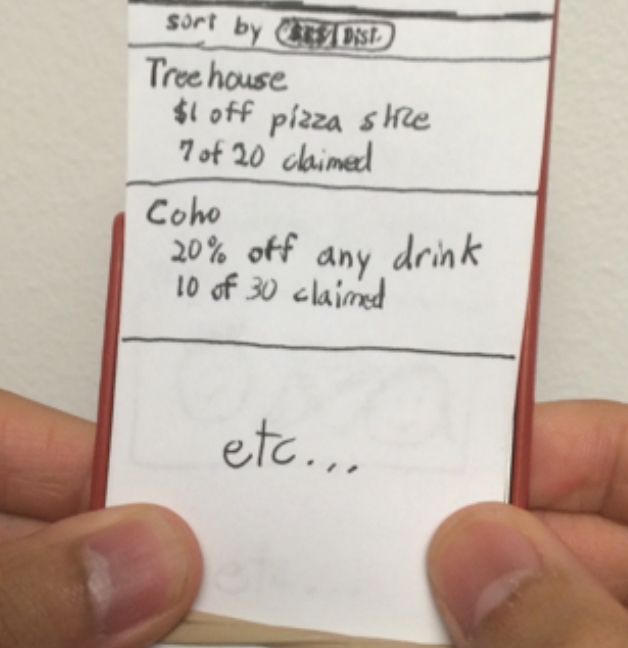 sort by $$$ | Dist.
Treehouse
$1 off pizza slice
7 of 20 claimed
Coho
20% off any drink
10 of 30 claimed
etc...